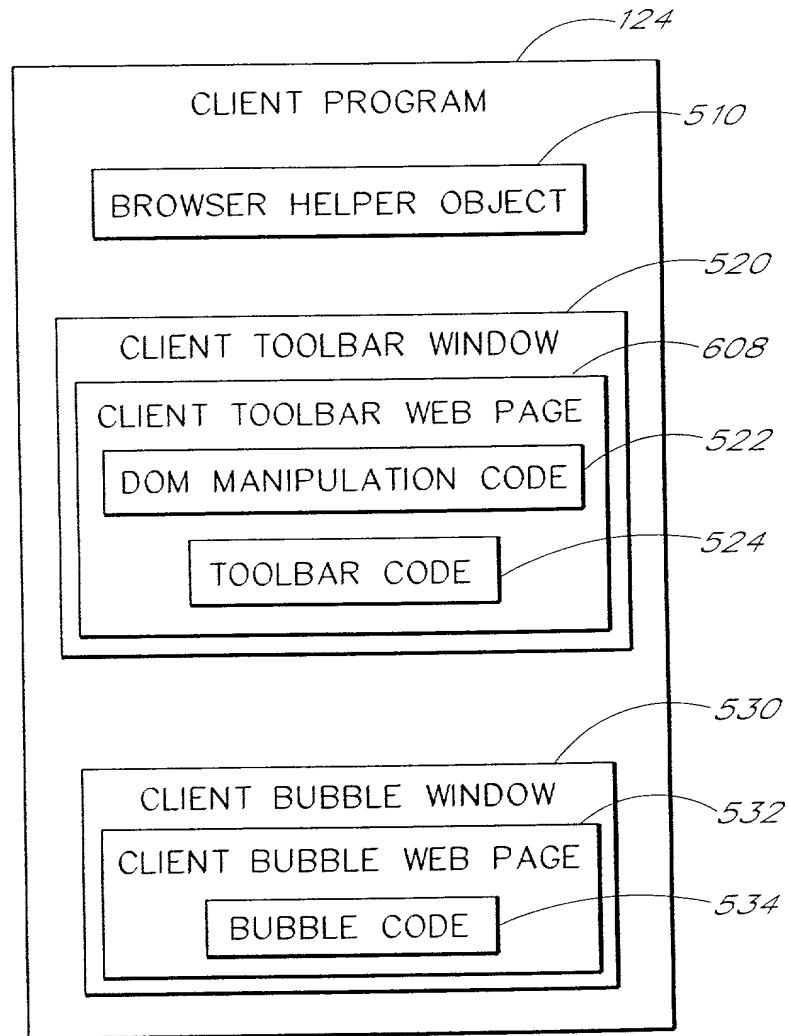 124
CLIENT PROGRAM
510
BROWSER HELPER OBJECT
520
CLIENT TOOLBAR WINDOW
608
CLIENT TOOLBAR WEB PAGE
522
DOM MANIPULATION CODE
524
TOOLBAR CODE
530
CLIENT BUBBLE WINDOW
532
CLIENT BUBBLE WEB PAGE
534
BUBBLE CODE